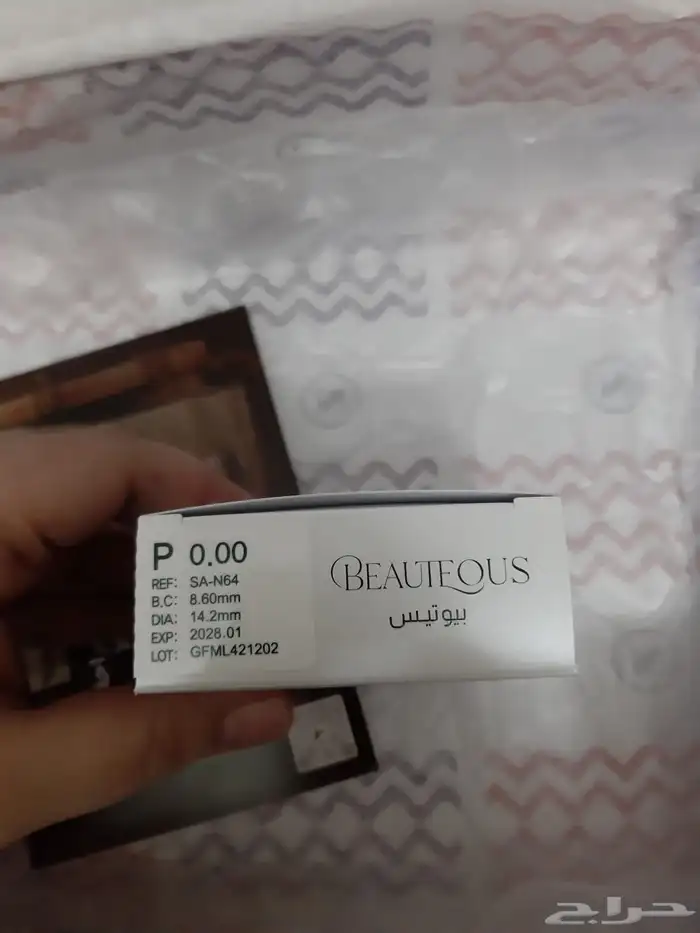 P 0.00
REF: SA-N64
B.C: 8.60mm
DIA: 14.2mm
EXP: 2028.01
LOT: GFML421202
BEAUTEOUS
بيوتيس
حراج